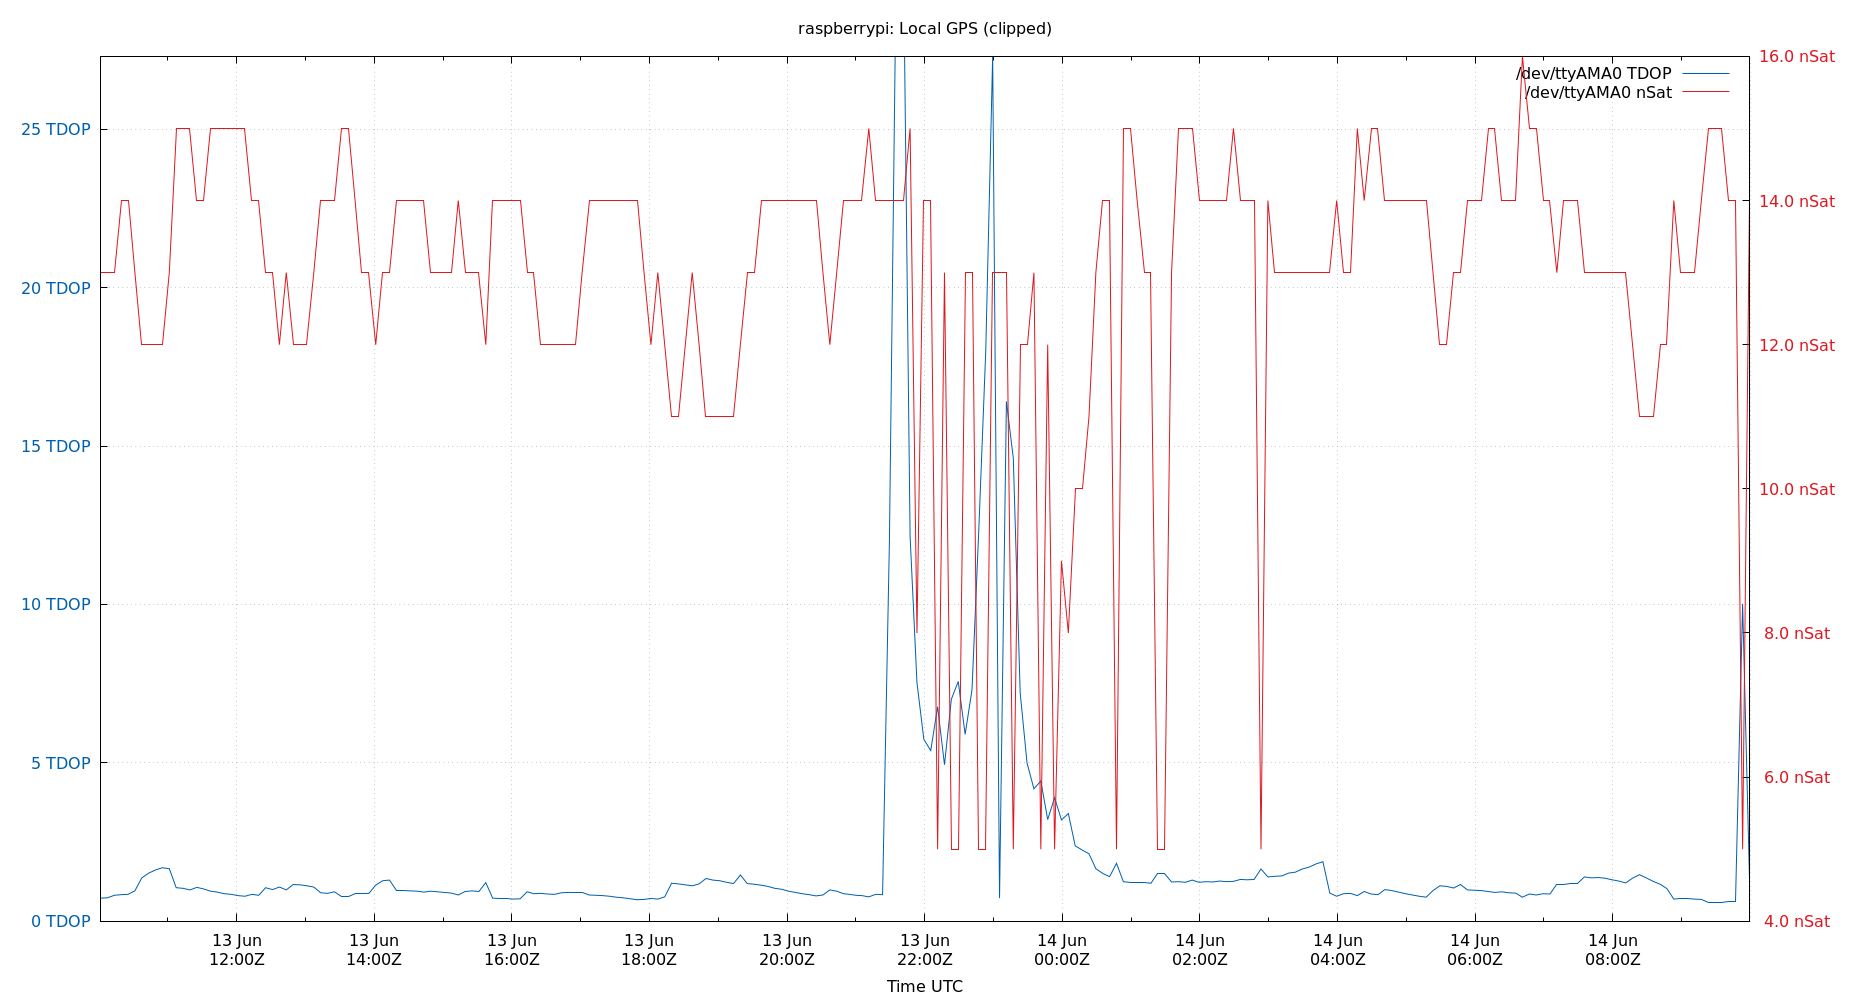 raspberrypi: Local GPS (clipped)
16.0 nSat
/dev/ttyAMA0 TDOP
/dev/ttyAMA0 nSat
25 TDOP
14.0 nSat
20 TDOP
12.0 nSat
15 TDOP
10.0 nSat
10 TDOP
8.0 nSat
5 TDOP
6.0 nSat
0 TDOP
4.0 nSat
13 Jun 13 Jun 13 Jun 13 Jun 13 Jun 13 Jun 14 Jun 14 Jun 14 Jun 14 Jun 14 Jun
12:00Z 14:00Z 16:00Z 18:00Z 20:00Z 22:00Z 00:00Z 02:00Z 04:00Z 06:00Z 08:00Z
Time UTC